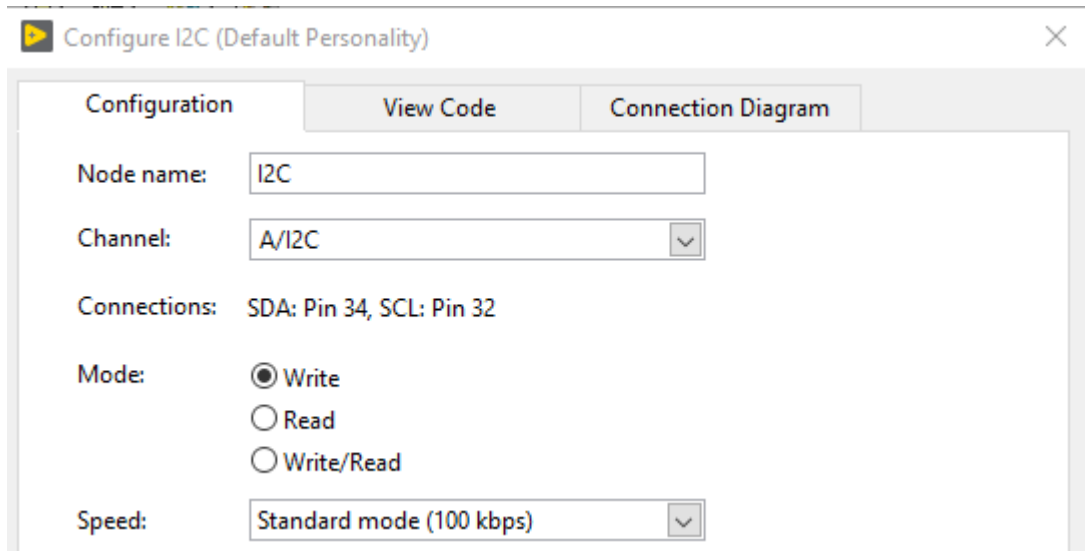 Configure I2C (Default Personality)
Configuration View Code Connection Diagram
Node name: I2C
Channel: A/I2C
Connections: SDA: Pin 34, SCL: Pin 32
Mode: Write
Read
Write/Read
Speed: Standard mode (100 kbps)